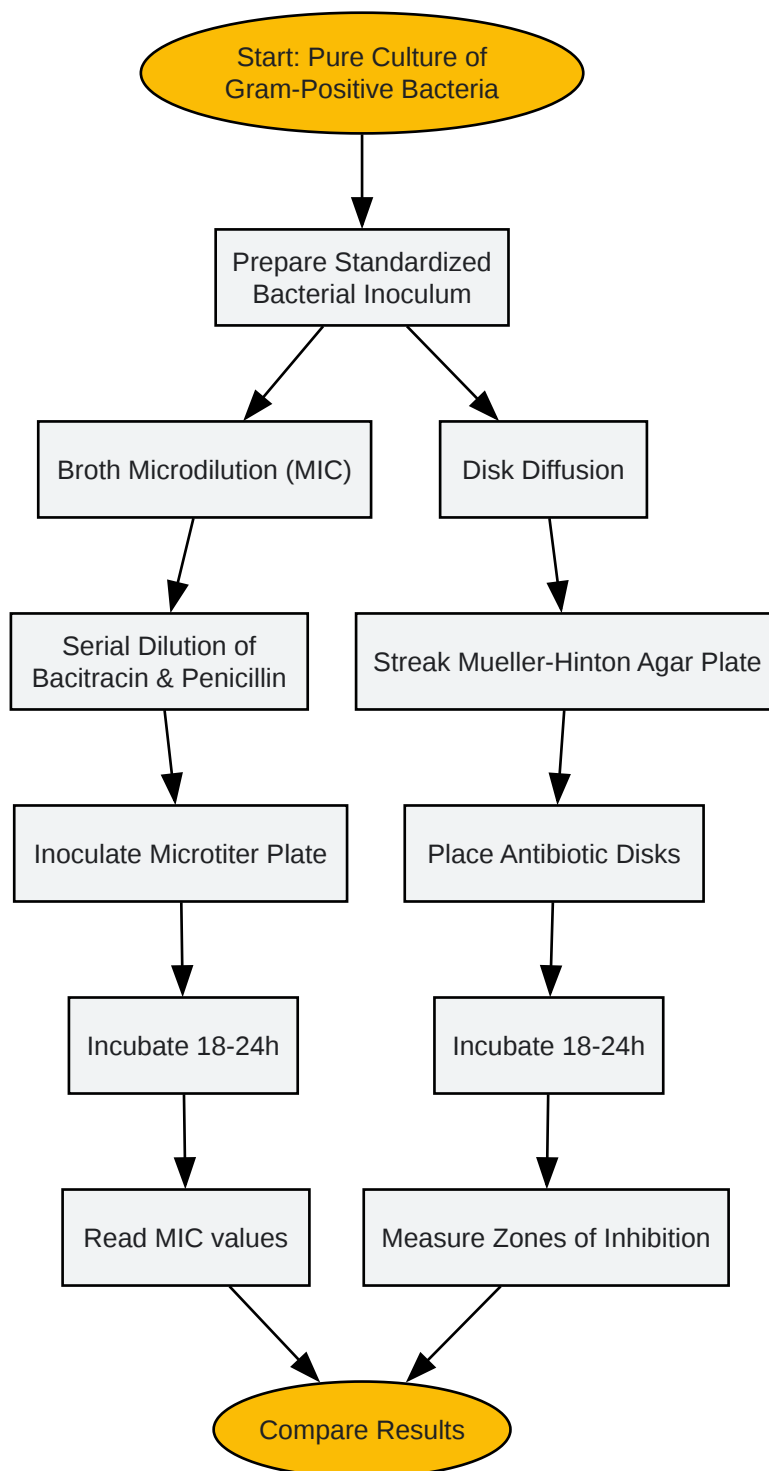 Start: Pure Culture of
Gram-Positive Bacteria
Prepare Standardized
Bacterial Inoculum
Broth Microdilution (MIC)
Disk Diffusion
Serial Dilution of
Bacitracin & Penicillin
Streak Mueller-Hinton Agar Plate
Inoculate Microtiter Plate
Place Antibiotic Disks
Incubate 18-24h
Incubate 18-24h
Read MIC values
Measure Zones of Inhibition
Compare Results